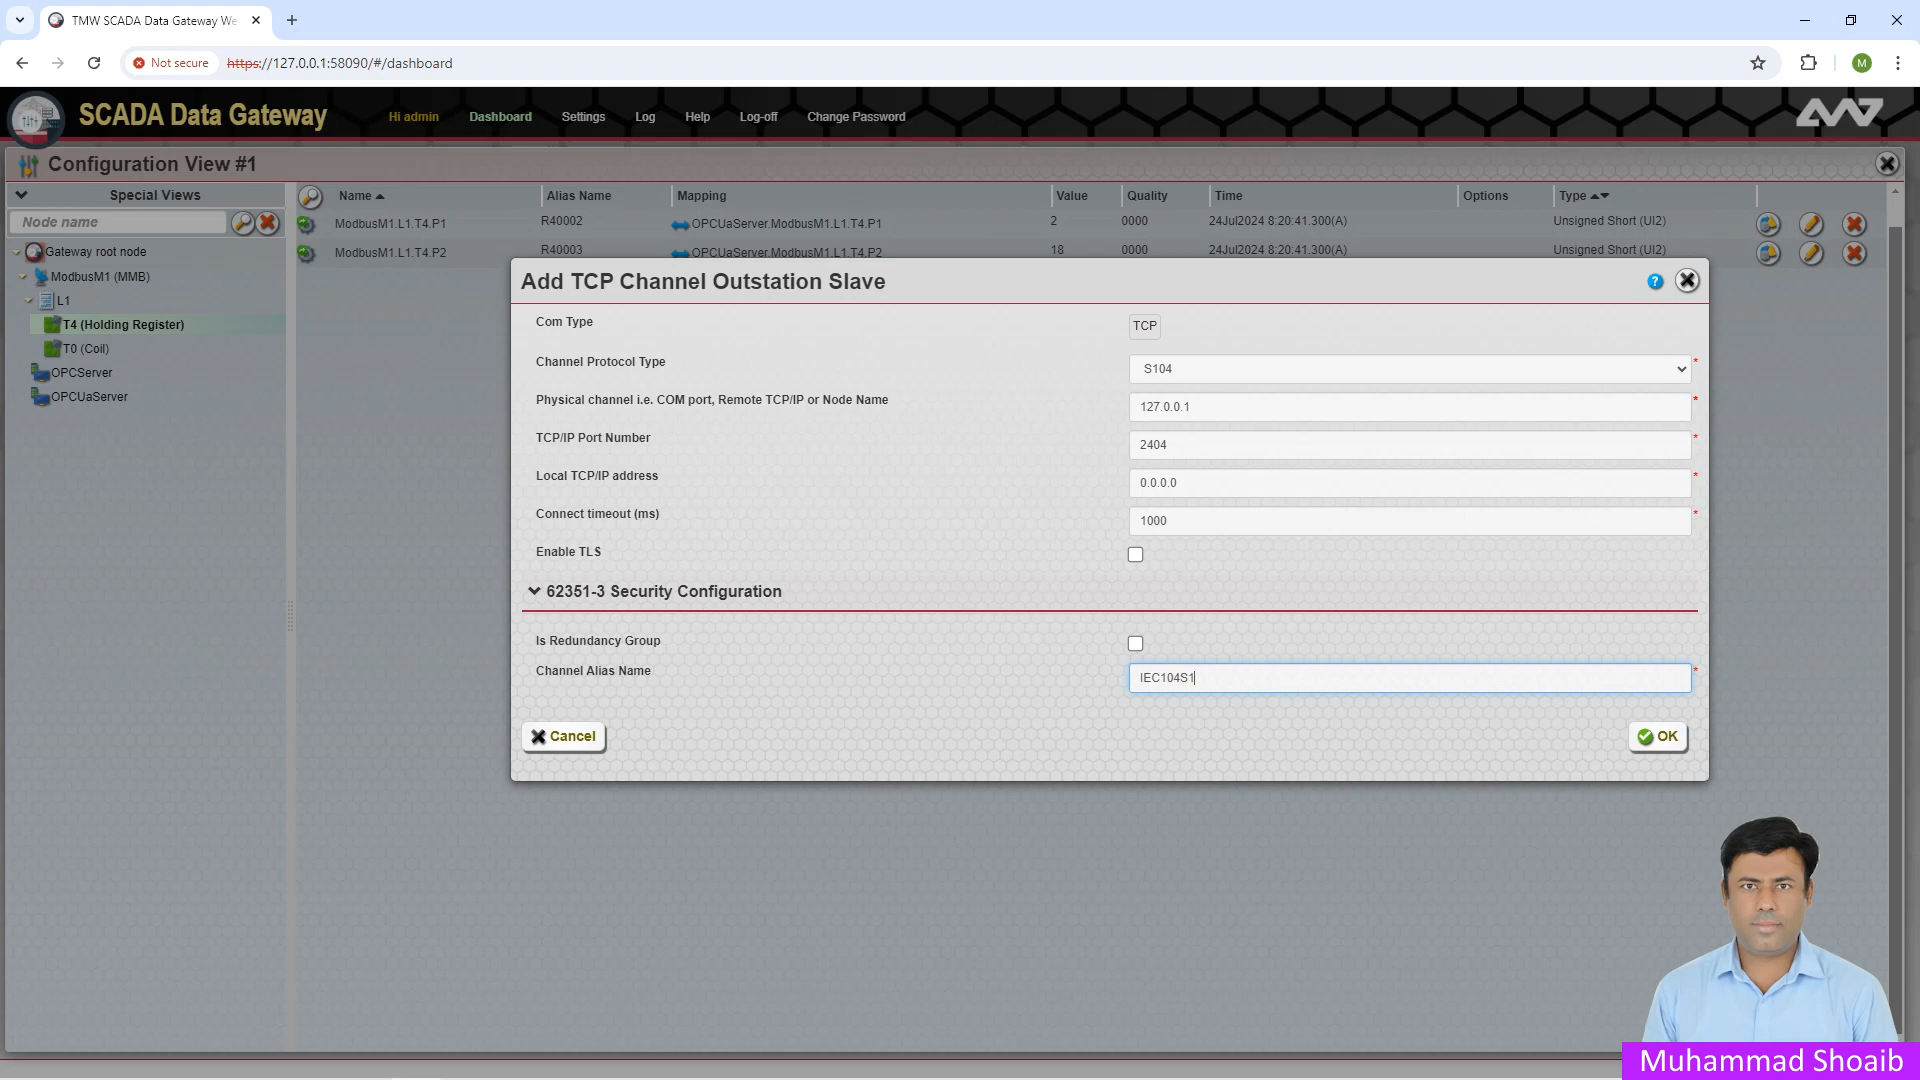 TMW SCADA Data Gateway We
Not secure
https://127.0.0.1:58090/#/dashboard
M
SCADA Data Gateway
Hi admin
Dashboard
Settings
Log
Help
Log-off
Change Password
Configuration View #1
Special Views
Name
Alias Name
Mapping
Value
Quality
Time
Options
Type
Node name
ModbusM1.L1.T4.P1
R40002
OPCUaServer.ModbusM1.L1.T4.P1
2
0000
24Jul2024 8:20:41.300(A)
Unsigned Short (UI2)
ModbusM1.L1.T4.P2
R40003
OPCUaServer.ModbusM1.L1.T4.P2
18
0000
24Jul2024 8:20:41.300(A)
Unsigned Short (UI2)
Gateway root node
ModbusM1 (MMB)
L1
T4 (Holding Register)
T0 (Coil)
OPCServer
OPCUaServer
Add TCP Channel Outstation Slave
?
Com Type
TCP
Channel Protocol Type
S104
*
Physical channel i.e. COM port, Remote TCP/IP or Node Name
127.0.0.1
*
TCP/IP Port Number
2404
*
Local TCP/IP address
0.0.0.0
*
Connect timeout (ms)
1000
*
Enable TLS
62351-3 Security Configuration
Is Redundancy Group
Channel Alias Name
IEC104S1
*
Cancel
OK
Muhammad Shoaib